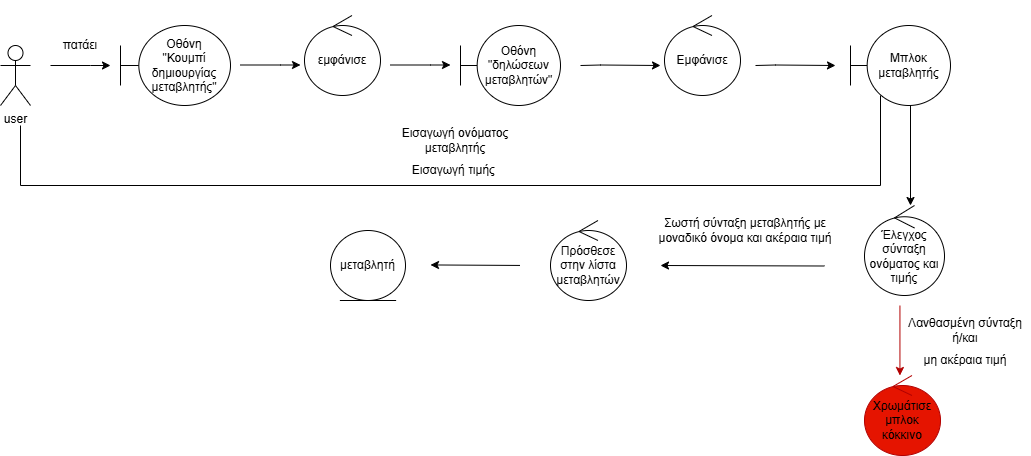 πατάει
Οθόνη
"Κουμπί
δημιουργίας
μεταβλητής"
εμφάνισε
Οθόνη
"δηλώσεων
μεταβλητών"
Εμφάνισε
Μπλοκ
μεταβλητής
user
Εισαγωγή ονόματος
μεταβλητής
Εισαγωγή τιμής
Σωστή σύνταξη μεταβλητής με
μοναδικό όνομα και ακέραια τιμή
Έλεγχος
σύνταξη
ονόματος και
τιμής
Πρόσθεσε
στην λίστα
μεταβλητών
μεταβλητή
Λανθασμένη σύνταξη
ή/και
μη ακέραια τιμή
Χρωμάτισε
μπλοκ
κόκκινο